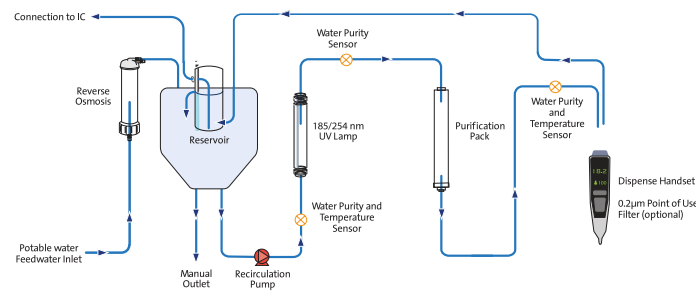 Connection to IC
Water Purity
Sensor
Reverse
Osmosis
Reservoir
185/254 nm
UV Lamp
Purification
Pack
Water Purity
and
Temperature
Sensor
18.2
Dispense Handset
0.2µm Point of Use
Filter (optional)
Water Purity and
Temperature
Sensor
Potable water
Feedwater Inlet
Manual
Outlet
Recirculation
Pump